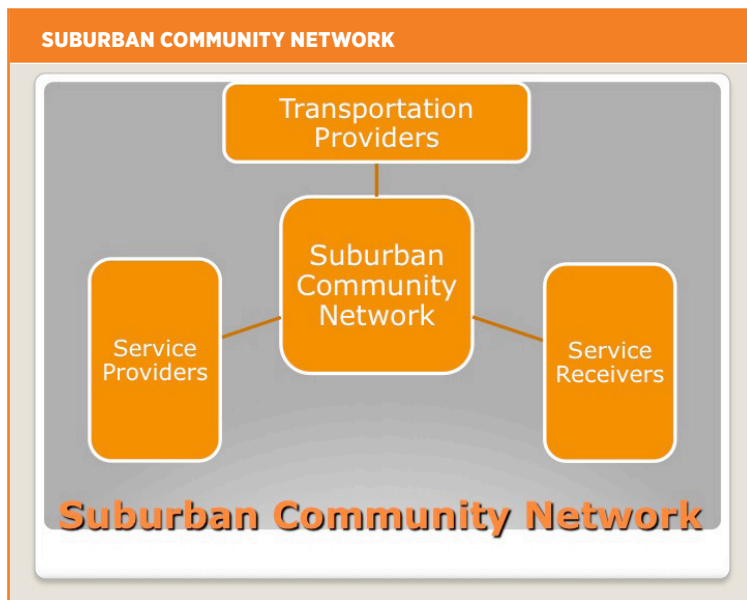 SUBURBAN COMMUNITY NETWORK
Transportation
Providers
Suburban
Community
Network
Service
Providers
Service
Receivers
Suburban Community Network